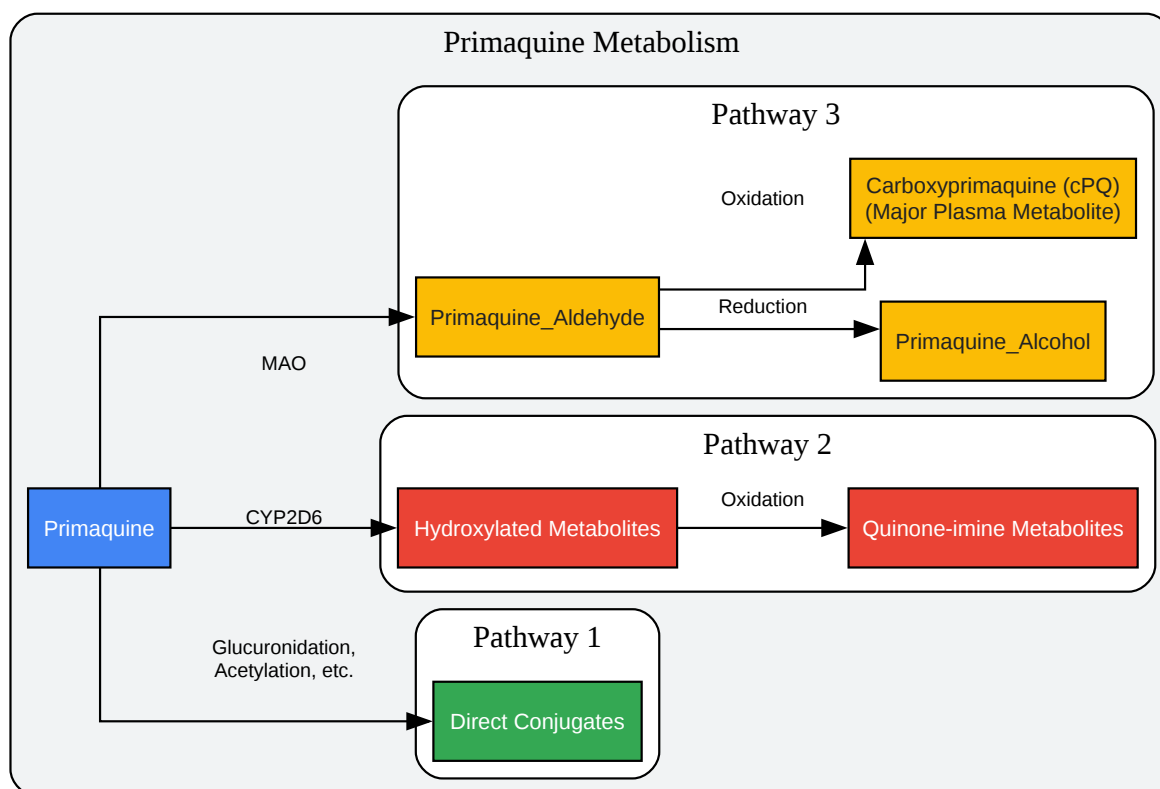 Primaquine Metabolism
Pathway 3
Oxidation
Carboxyprimaquine (cPQ)
(Major Plasma Metabolite)
Primaquine_Aldehyde
Reduction
Primaquine_Alcohol
MAO
Pathway 2
Primaquine
CYP2D6
Hydroxylated Metabolites
Oxidation
Quinone-imine Metabolites
Pathway 1
Glucuronidation,
Acetylation, etc.
Direct Conjugates